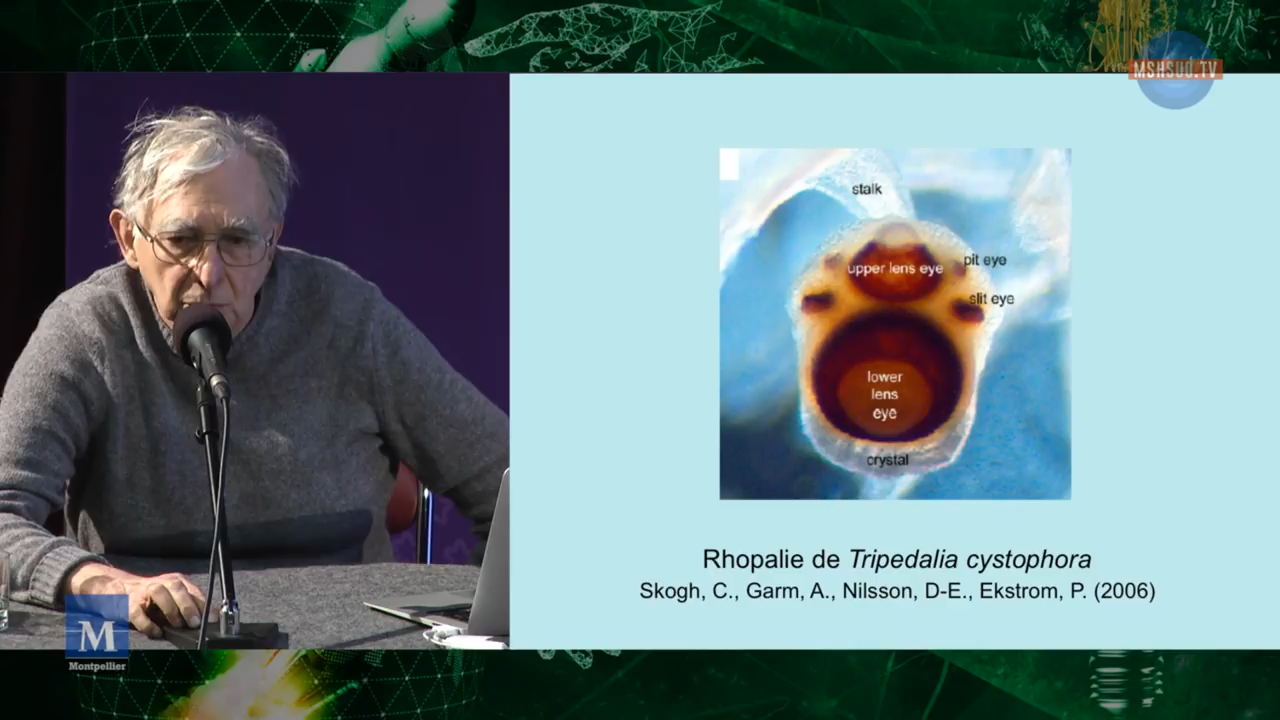 MSHSUD.TV
stalk
upper lens eye
pit eye
slit eye
lower
lens
eye
crystal
Rhopalie de Tripedalia cystophora
Skogh, C., Garm, A., Nilsson, D-E., Ekstrom, P. (2006)
M
Montpellier